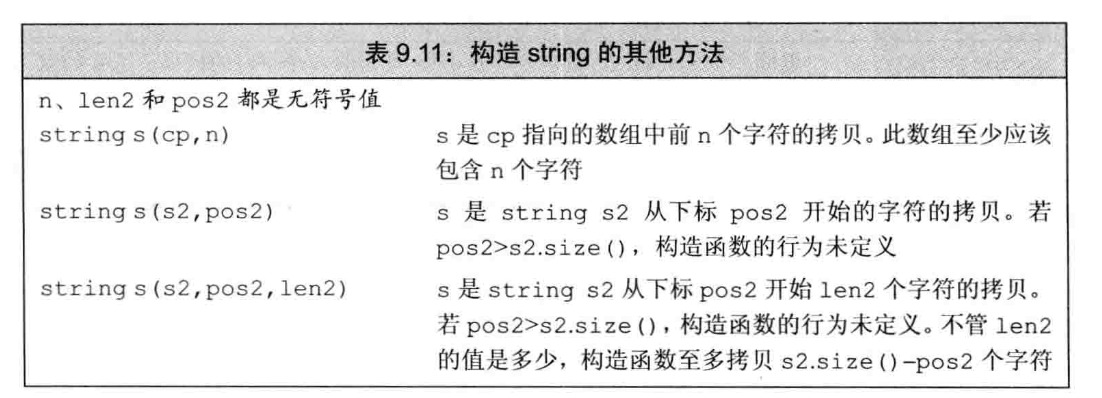 表 9.11：构造 string 的其他方法
n、len2 和 pos2 都是无符号值
string s(cp,n) s 是 cp 指向的数组中前 n 个字符的拷贝。此数组至少应该
包含 n 个字符
string s(s2,pos2) s 是 string s2 从下标 pos2 开始的字符的拷贝。若
pos2>s2.size()，构造函数的行为未定义
string s(s2,pos2,len2) s 是 string s2 从下标 pos2 开始 len2 个字符的拷贝。
若 pos2>s2.size()，构造函数的行为未定义。不管 len2
的值是多少，构造函数至多拷贝 s2.size()–pos2 个字符